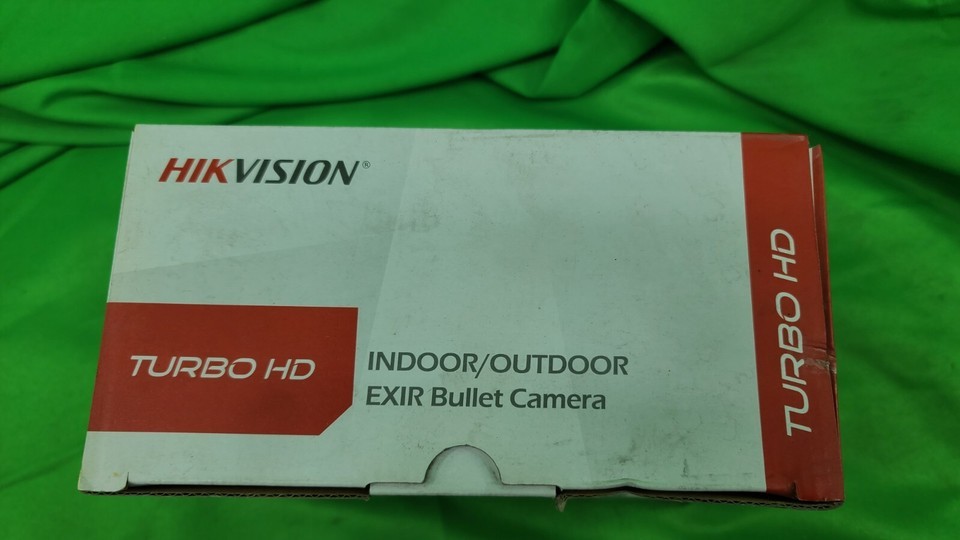 HIKVISION®
TURBO HD
INDOOR/OUTDOOR
EXIR Bullet Camera
TURBO HD